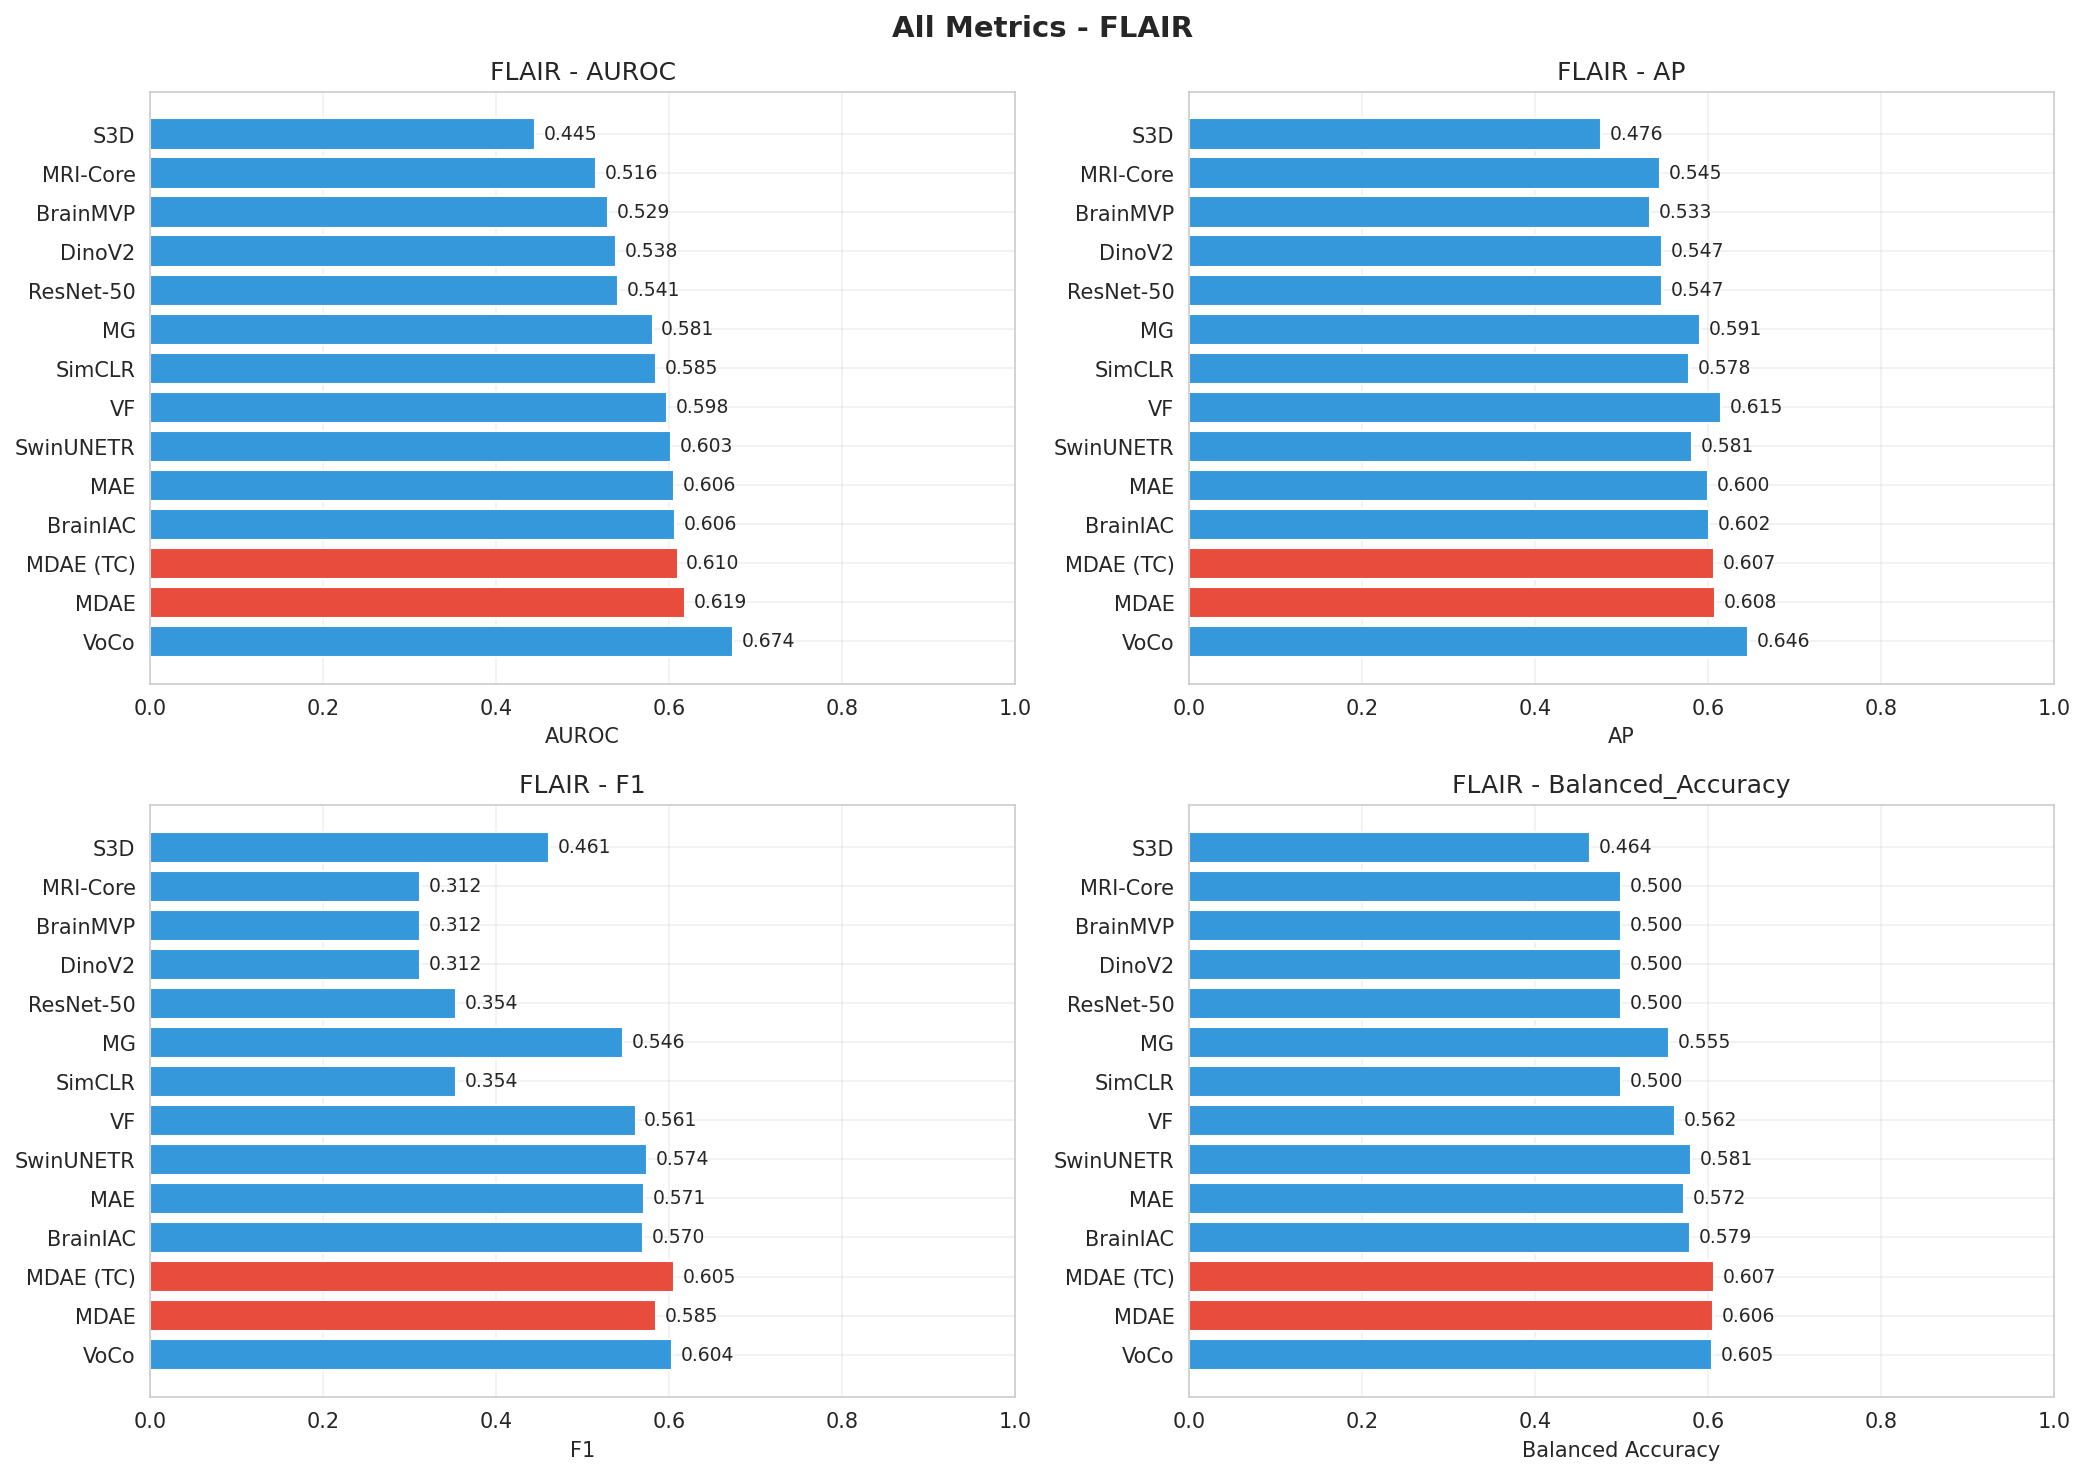 All Metrics - FLAIR
FLAIR - AUROC
S3D 0.445
MRI-Core 0.516
BrainMVP 0.529
DinoV2 0.538
ResNet-50 0.541
MG 0.581
SimCLR 0.585
VF 0.598
SwinUNETR 0.603
MAE 0.606
BrainIAC 0.606
MDAE (TC) 0.610
MDAE 0.619
VoCo 0.674
0.0 0.2 0.4 0.6 0.8 1.0
AUROC
FLAIR - AP
S3D 0.476
MRI-Core 0.545
BrainMVP 0.533
DinoV2 0.547
ResNet-50 0.547
MG 0.591
SimCLR 0.578
VF 0.615
SwinUNETR 0.581
MAE 0.600
BrainIAC 0.602
MDAE (TC) 0.607
MDAE 0.608
VoCo 0.646
0.0 0.2 0.4 0.6 0.8 1.0
AP
FLAIR - F1
S3D 0.461
MRI-Core 0.312
BrainMVP 0.312
DinoV2 0.312
ResNet-50 0.354
MG 0.546
SimCLR 0.354
VF 0.561
SwinUNETR 0.574
MAE 0.571
BrainIAC 0.570
MDAE (TC) 0.605
MDAE 0.585
VoCo 0.604
0.0 0.2 0.4 0.6 0.8 1.0
F1
FLAIR - Balanced_Accuracy
S3D 0.464
MRI-Core 0.500
BrainMVP 0.500
DinoV2 0.500
ResNet-50 0.500
MG 0.555
SimCLR 0.500
VF 0.562
SwinUNETR 0.581
MAE 0.572
BrainIAC 0.579
MDAE (TC) 0.607
MDAE 0.606
VoCo 0.605
0.0 0.2 0.4 0.6 0.8 1.0
Balanced Accuracy